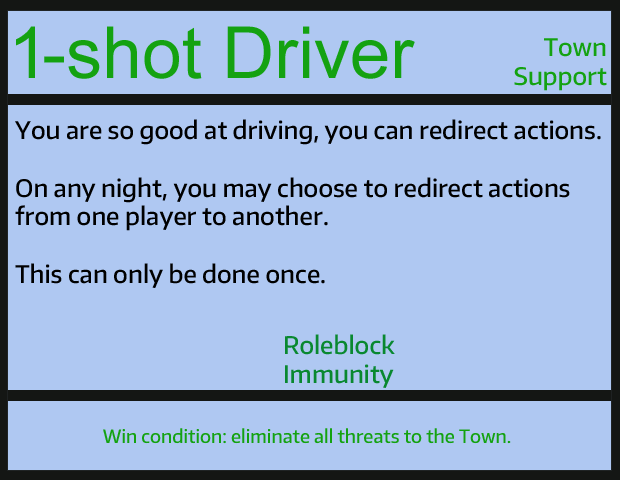 1-shot Driver
Town
Support
You are so good at driving, you can redirect actions.
On any night, you may choose to redirect actions
from one player to another.
This can only be done once.
Roleblock
Immunity
Win condition: eliminate all threats to the Town.